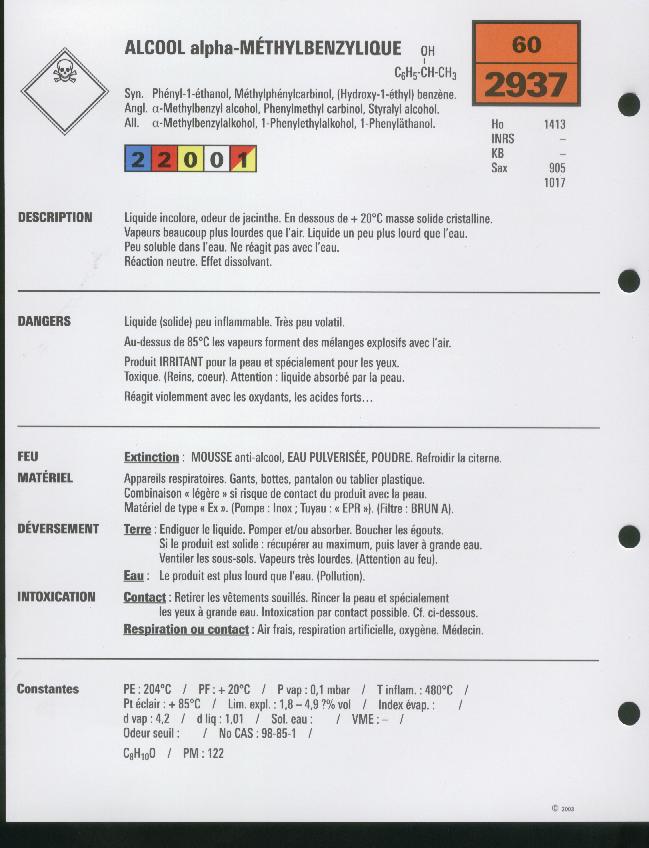 ALCOOL alpha-MÉTHYLBENZYLIQUE
OH
C₆H₅-CH-CH₃
60
2937
Syn. Phényl-1-éthanol, Méthylphénylcarbinol, (Hydroxy-1-éthyl) benzène.
Angl. α-Methylbenzyl alcohol, Phenylmethyl carbinol, Styralyl alcohol.
All. α-Methylbenzylalkohol, 1-Phenylethylalkohol, 1-Phenyläthanol.
Ho 1413
INRS –
KB –
Sax 905
1017
2 2 0 0 1
DESCRIPTION Liquide incolore, odeur de jacinthe. En dessous de + 20°C masse solide cristalline.
Vapeurs beaucoup plus lourdes que l'air. Liquide un peu plus lourd que l'eau.
Peu soluble dans l'eau. Ne réagit pas avec l'eau.
Réaction neutre. Effet dissolvant.
DANGERS Liquide (solide) peu inflammable. Très peu volatil.
Au-dessus de 85°C les vapeurs forment des mélanges explosifs avec l'air.
Produit IRRITANT pour la peau et spécialement pour les yeux.
Toxique. (Reins, coeur). Attention : liquide absorbé par la peau.
Réagit violemment avec les oxydants, les acides forts...
FEU Extinction : MOUSSE anti-alcool, EAU PULVERISÉE, POUDRE. Refroidir la citerne.
MATÉRIEL Appareils respiratoires. Gants, bottes, pantalon ou tablier plastique.
Combinaison « légère » si risque de contact du produit avec la peau.
Matériel de type « Ex ». (Pompe : Inox ; Tuyau : « EPR »). (Filtre : BRUN A).
DÉVERSEMENT Terre : Endiguer le liquide. Pomper et/ou absorber. Boucher les égouts.
Si le produit est solide : récupérer au maximum, puis laver à grande eau.
Ventiler les sous-sols. Vapeurs très lourdes. (Attention au feu).
Eau : Le produit est plus lourd que l'eau. (Pollution).
INTOXICATION Contact : Retirer les vêtements souillés. Rincer la peau et spécialement
les yeux à grande eau. Intoxication par contact possible. Cf. ci-dessous.
Respiration ou contact : Air frais, respiration artificielle, oxygène. Médecin.
Constantes PE : 204°C / PF : + 20°C / P vap : 0,1 mbar / T inflam. : 480°C /
Pt éclair : + 85°C / Lim. expl. : 1,8 – 4,9 ?% vol / Index évap. : /
d vap : 4,2 / d liq : 1,01 / Sol. eau : / VME : – /
Odeur seuil : / No CAS : 98-85-1 /
C₈H₁₀O / PM : 122
© 2003